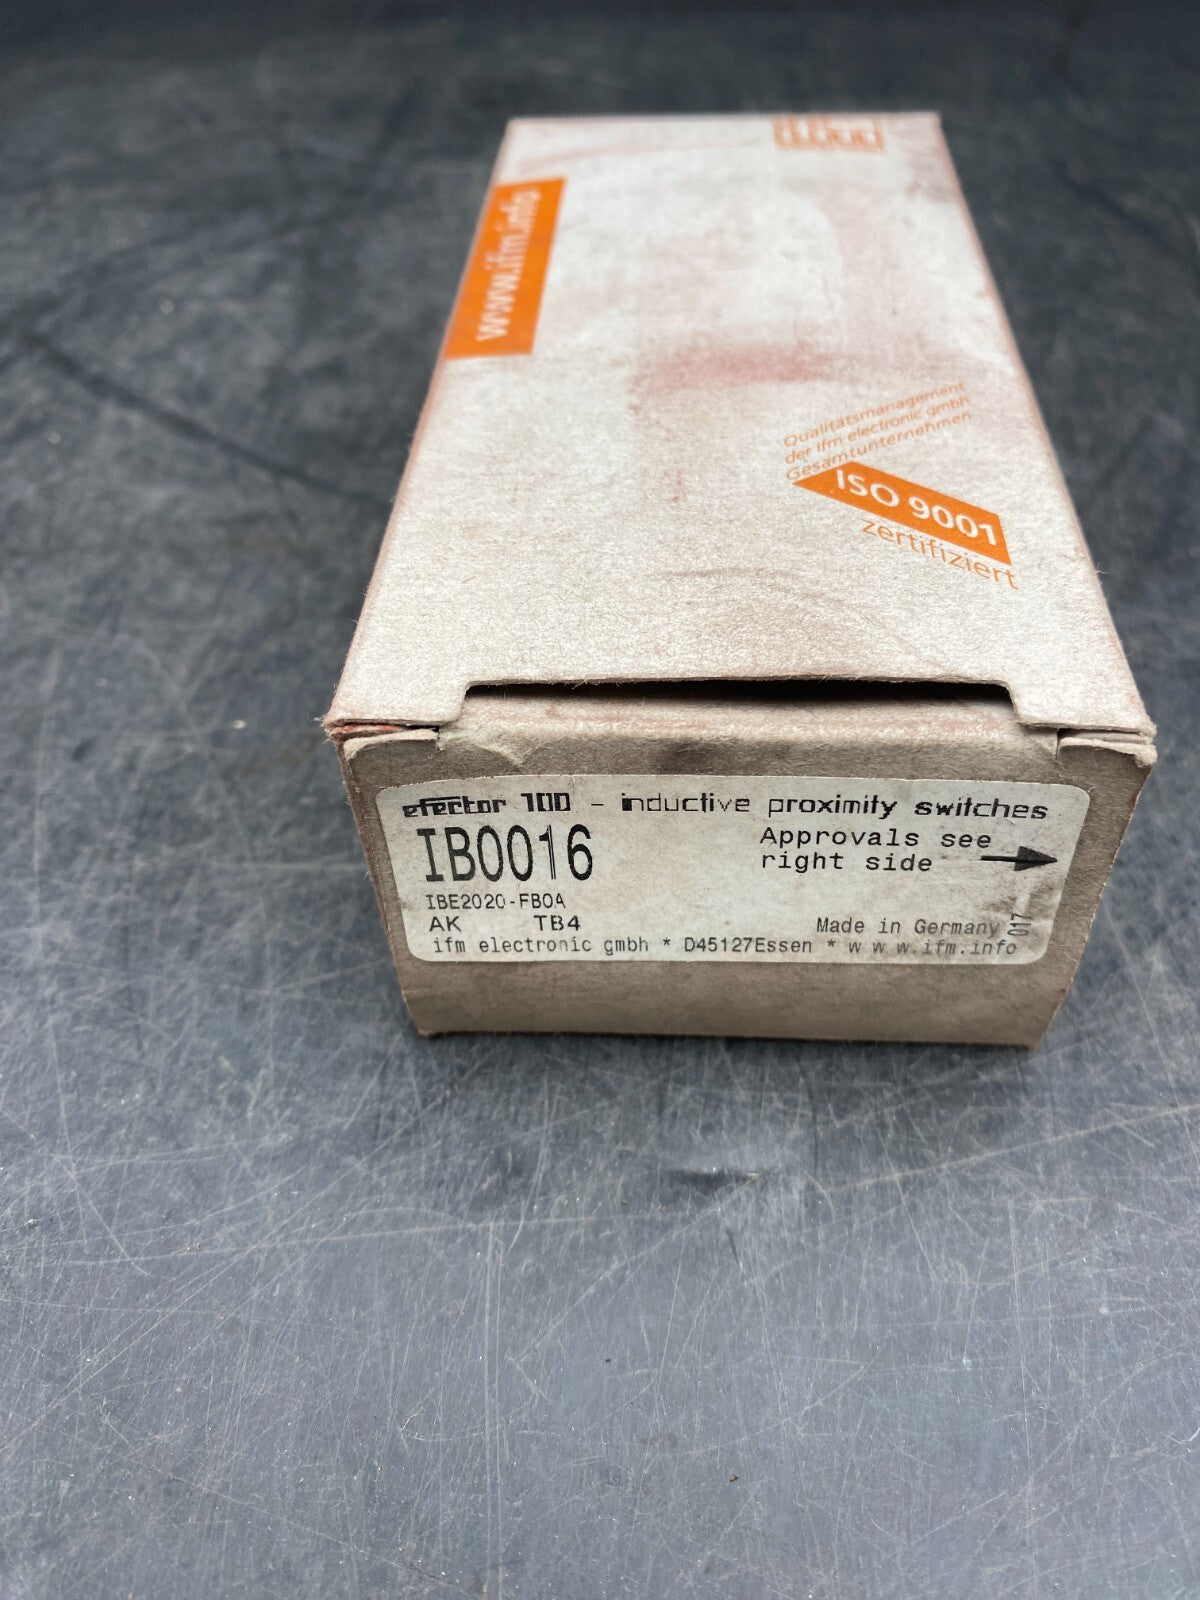 www.ifm.info
Qualitätsmanagement
der ifm electronic gmbh
Gesamtunternehmen
ISO 9001
zertifiziert
efector 100 - inductive proximity switches
IB0016
Approvals see
right side
IBE2020-FBOA
AK TB4
Made in Germany
017
ifm electronic gmbh * D45127Essen * w w w.ifm.info